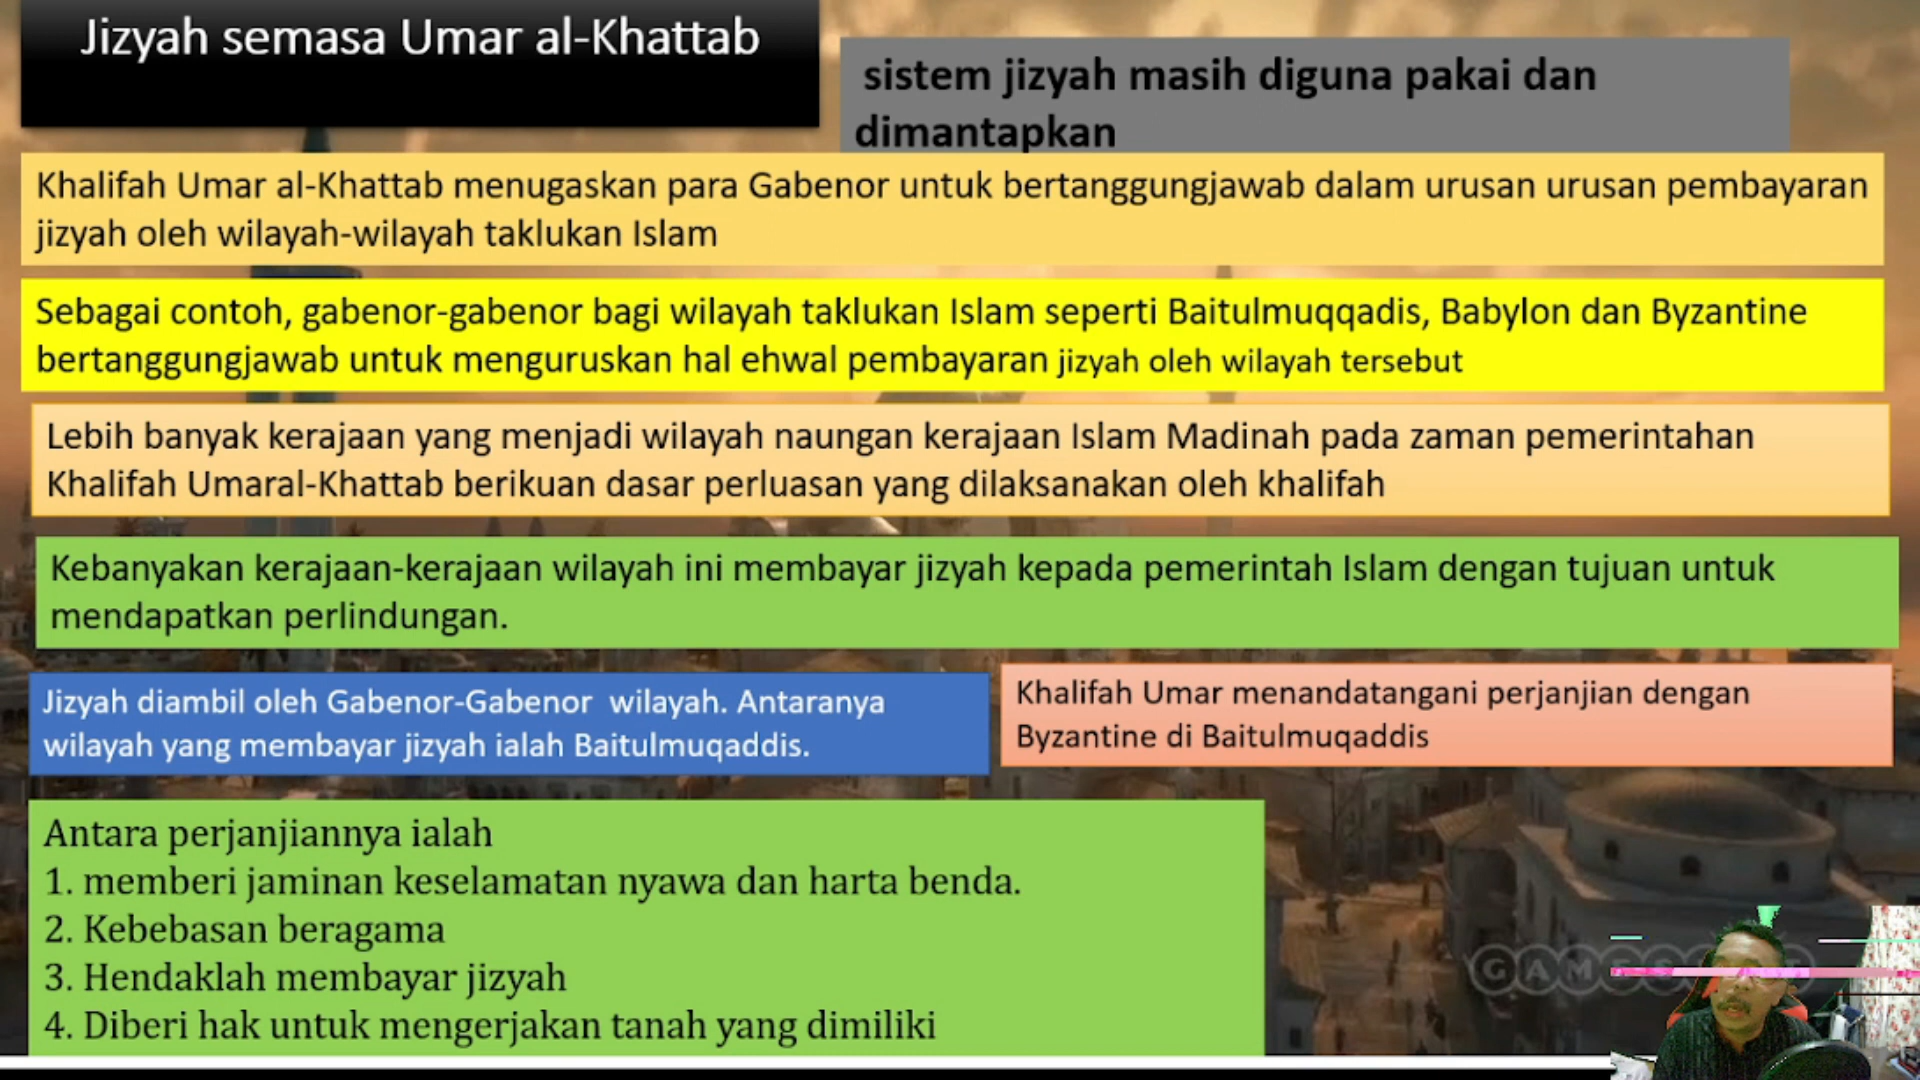 Jizyah semasa Umar al-Khattab
sistem jizyah masih diguna pakai dan
dimantapkan
Khalifah Umar al-Khattab menugaskan para Gabenor untuk bertanggungjawab dalam urusan urusan pembayaran
jizyah oleh wilayah-wilayah taklukan Islam
Sebagai contoh, gabenor-gabenor bagi wilayah taklukan Islam seperti Baitulmuqqadis, Babylon dan Byzantine
bertanggungjawab untuk menguruskan hal ehwal pembayaran jizyah oleh wilayah tersebut
Lebih banyak kerajaan yang menjadi wilayah naungan kerajaan Islam Madinah pada zaman pemerintahan
Khalifah Umaral-Khattab berikuan dasar perluasan yang dilaksanakan oleh khalifah
Kebanyakan kerajaan-kerajaan wilayah ini membayar jizyah kepada pemerintah Islam dengan tujuan untuk
mendapatkan perlindungan.
Jizyah diambil oleh Gabenor-Gabenor wilayah. Antaranya
wilayah yang membayar jizyah ialah Baitulmuqaddis.
Khalifah Umar menandatangani perjanjian dengan
Byzantine di Baitulmuqaddis
Antara perjanjiannya ialah
1. memberi jaminan keselamatan nyawa dan harta benda.
2. Kebebasan beragama
3. Hendaklah membayar jizyah
4. Diberi hak untuk mengerjakan tanah yang dimiliki